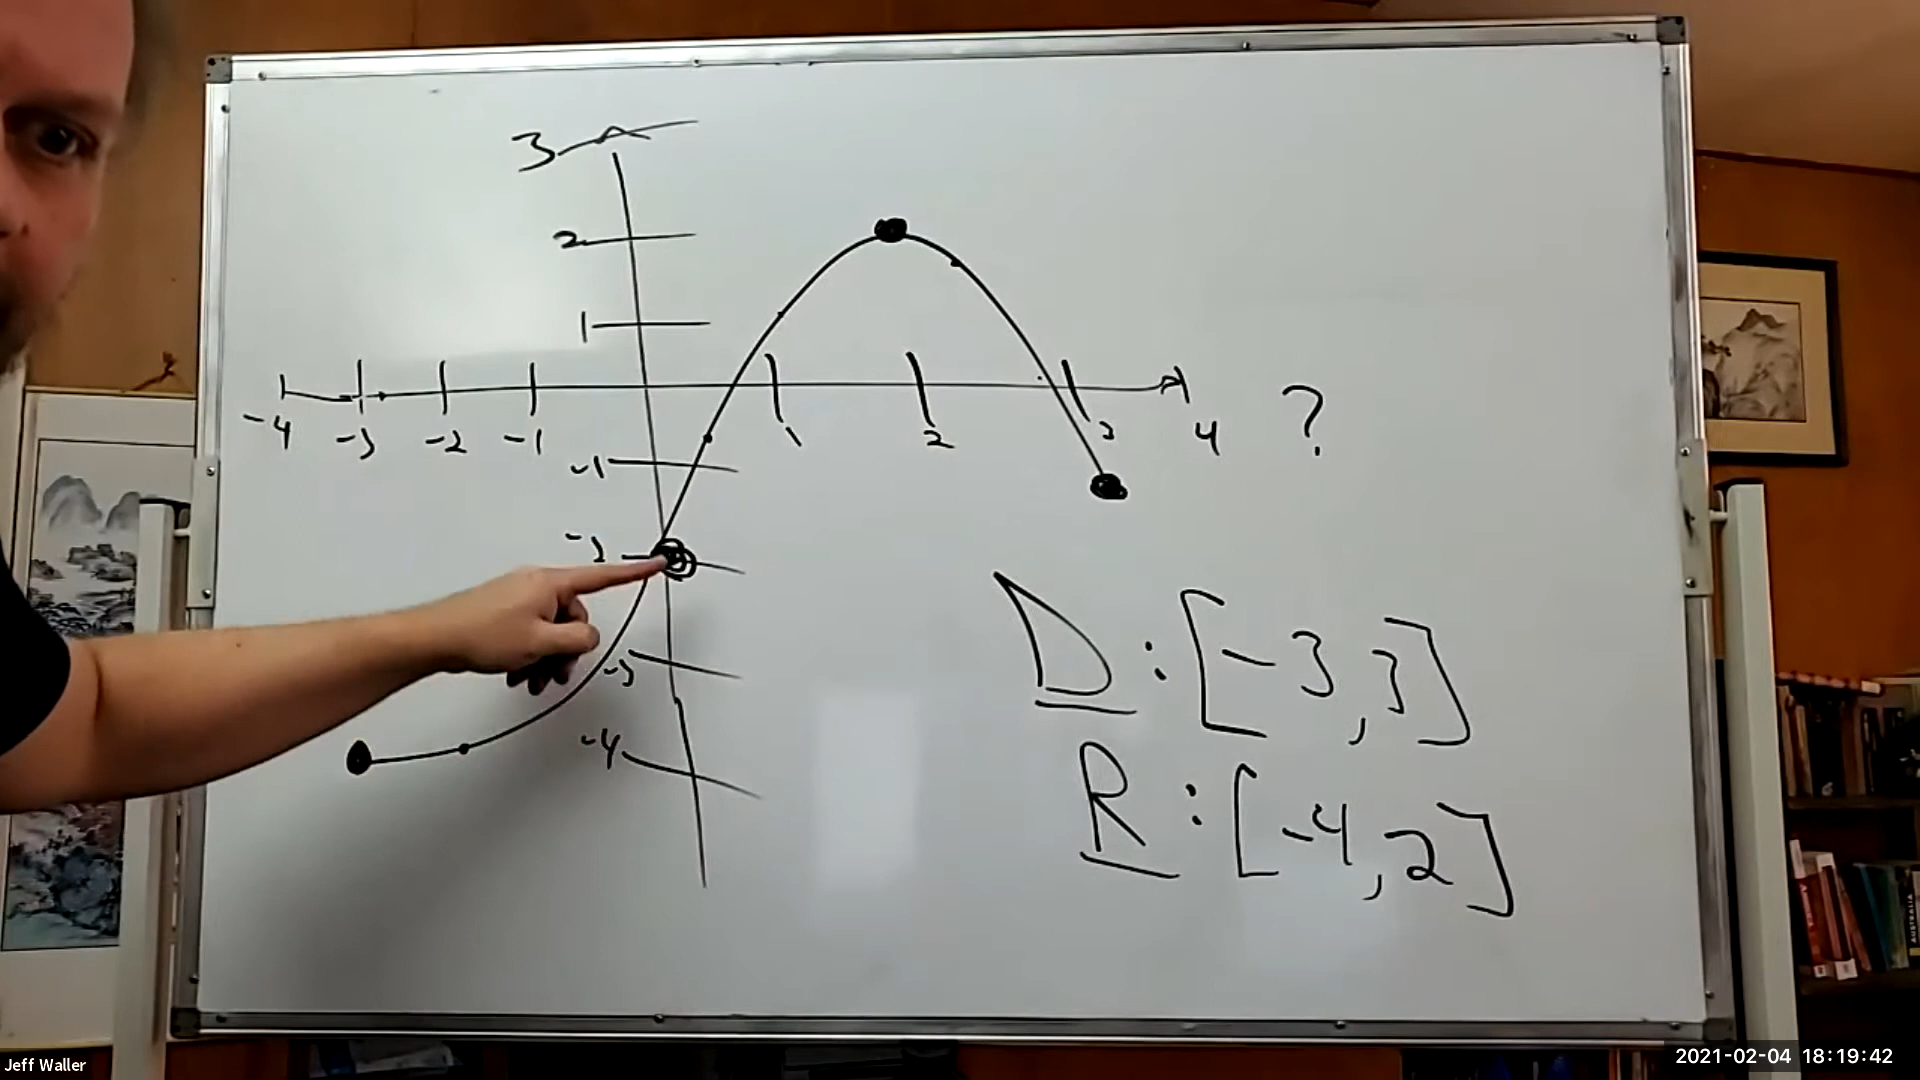 3
2
1
-4 -3 -2 -1 1 2 3 4 ?
-1
-2
-3
-4
D : [-3, 3]
R : [-4, 2]
AUSTRALIA
Jeff Waller
2021-02-04 18:19:42